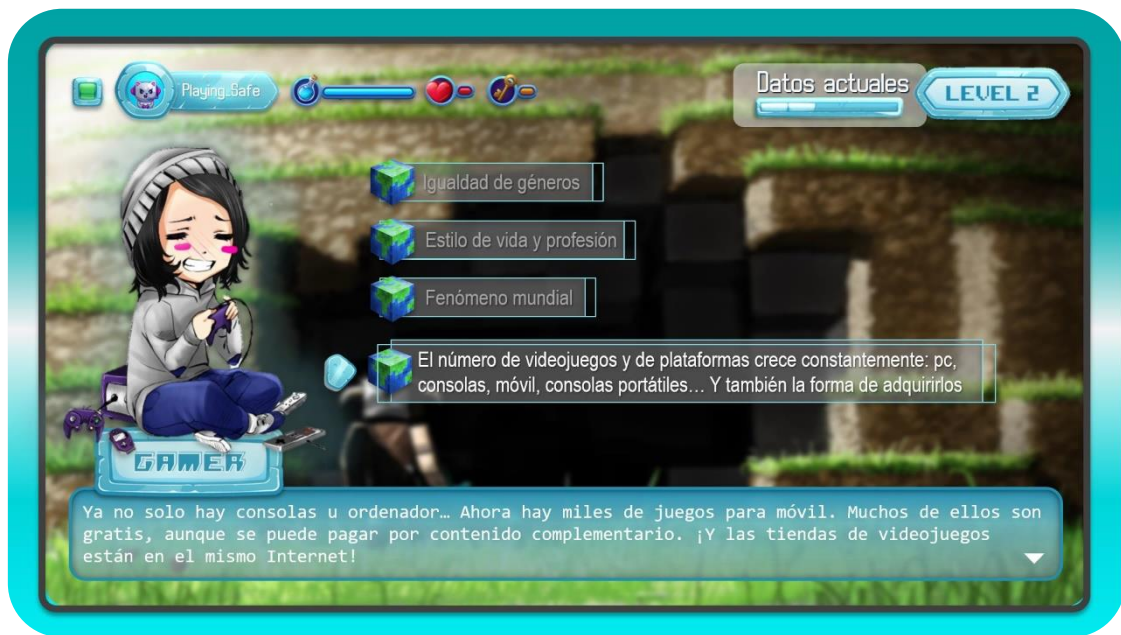 Playing_Safe
Datos actuales
LEVEL 2
Igualdad de géneros
Estilo de vida y profesión
Fenómeno mundial
El número de videojuegos y de plataformas crece constantemente: pc,
consolas, móvil, consolas portátiles… Y también la forma de adquirirlos
GAMER
Ya no solo hay consolas u ordenador… Ahora hay miles de juegos para móvil. Muchos de ellos son
gratis, aunque se puede pagar por contenido complementario. ¡Y las tiendas de videojuegos
están en el mismo Internet!